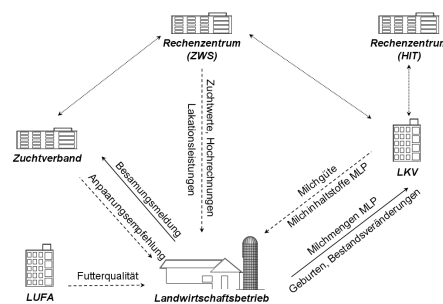 Rechenzentrum
(ZWS)
Rechenzentrum
(HIT)
Zuchtwerte, Hochrechnungen
Lakationsleistungen
Zuchtverband
LKV
Besamungsmeldung
Anpaarungsempfehlung
Milchgüte
Milchinhaltstoffe MLP
Milchmengen MLP
Geburten, Bestandsveränderungen
Futterqualität
LUFA
Landwirtschaftsbetrieb